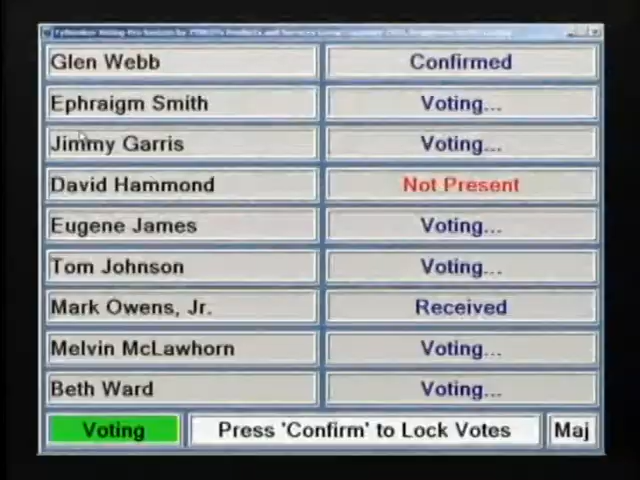 Glen Webb Confirmed
Ephraigm Smith Voting...
Jimmy Garris Voting...
David Hammond Not Present
Eugene James Voting...
Tom Johnson Voting...
Mark Owens, Jr. Received
Melvin McLawhorn Voting...
Beth Ward Voting...
Voting Press 'Confirm' to Lock Votes Maj